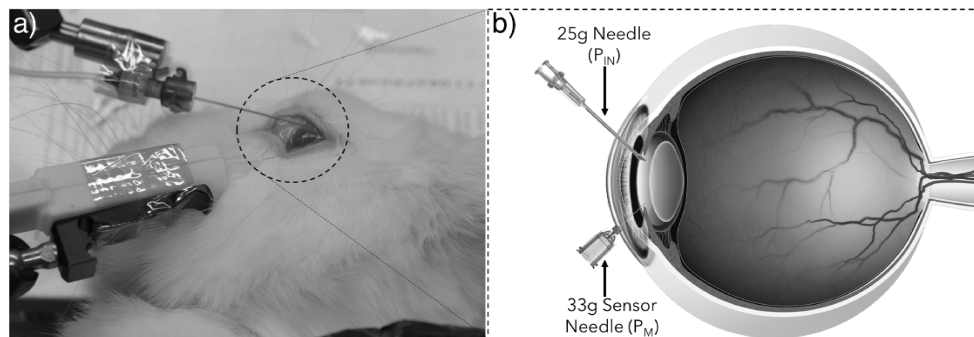 a)
b)
25g Needle
(P_IN)
33g Sensor
Needle (P_M)